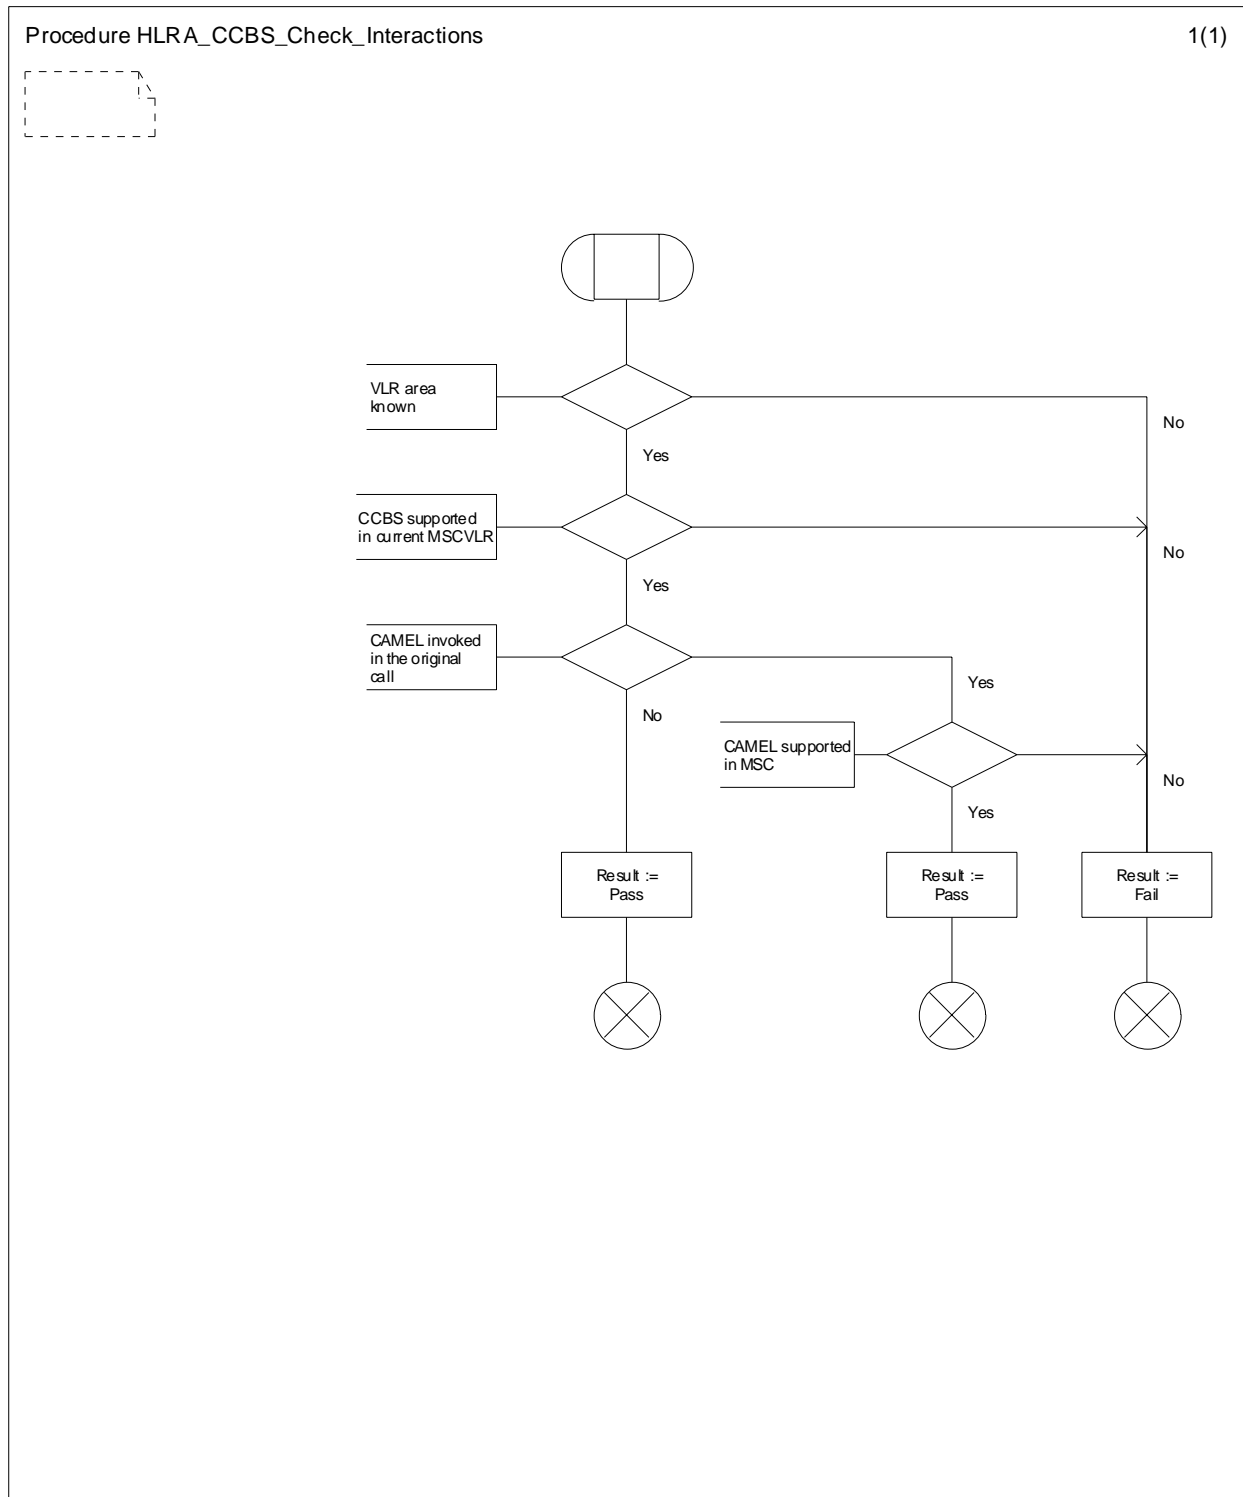 Procedure HLRA_CCBS_Check_Interactions
1(1)
VLR area
known
No
Yes
CCBS supported
in current MSCVLR
No
Yes
CAMEL invoked
in the original
call
Yes
No
CAMEL supported
in MSC
No
Yes
Result :=
Pass
Result :=
Pass
Result :=
Fail